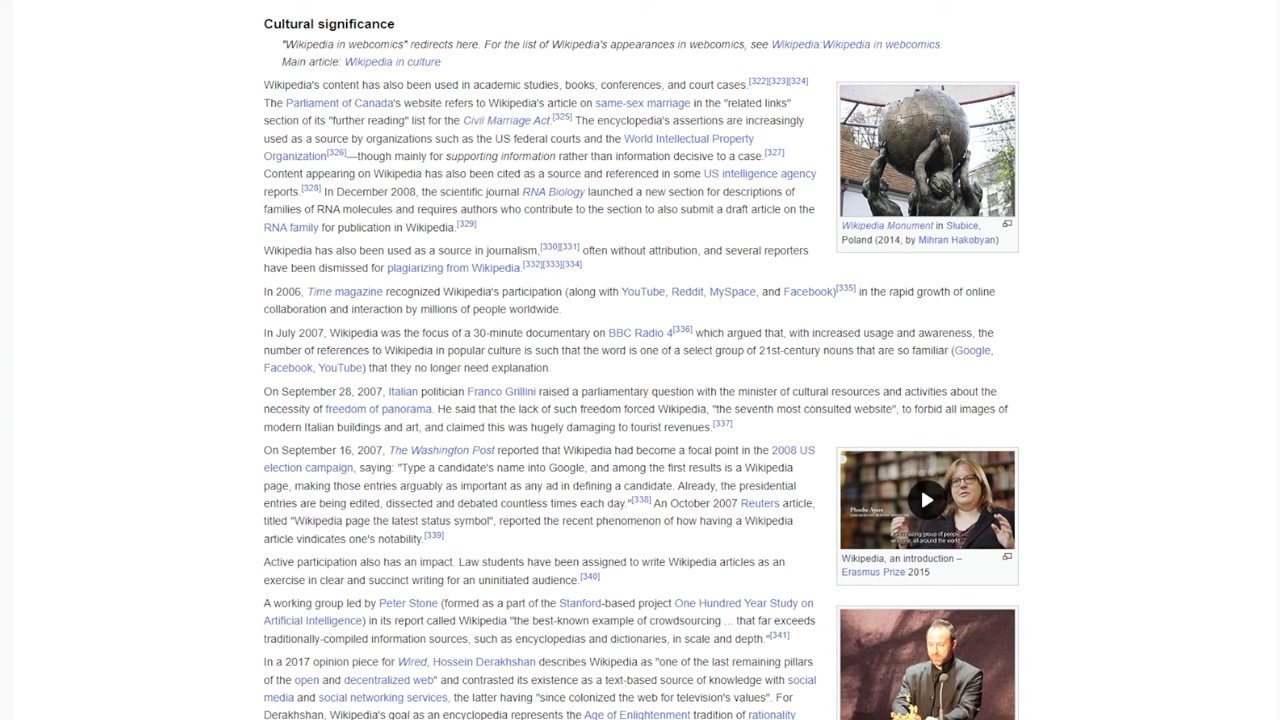 Cultural significance
"Wikipedia in webcomics" redirects here. For the list of Wikipedia's appearances in webcomics, see Wikipedia:Wikipedia in webcomics.
Main article: Wikipedia in culture
Wikipedia's content has also been used in academic studies, books, conferences, and court cases.[322][323][324]
The Parliament of Canada's website refers to Wikipedia's article on same-sex marriage in the "related links"
section of its "further reading" list for the Civil Marriage Act.[325] The encyclopedia's assertions are increasingly
used as a source by organizations such as the US federal courts and the World Intellectual Property
Organization[326]—though mainly for supporting information rather than information decisive to a case.[327]
Content appearing on Wikipedia has also been cited as a source and referenced in some US intelligence agency
reports.[328] In December 2008, the scientific journal RNA Biology launched a new section for descriptions of
families of RNA molecules and requires authors who contribute to the section to also submit a draft article on the
RNA family for publication in Wikipedia.[329]
Wikipedia Monument in Słubice,
Poland (2014, by Mihran Hakobyan)
Wikipedia has also been used as a source in journalism,[330][331] often without attribution, and several reporters
have been dismissed for plagiarizing from Wikipedia.[332][333][334]
In 2006, Time magazine recognized Wikipedia's participation (along with YouTube, Reddit, MySpace, and Facebook)[335] in the rapid growth of online
collaboration and interaction by millions of people worldwide.
In July 2007, Wikipedia was the focus of a 30-minute documentary on BBC Radio 4[336] which argued that, with increased usage and awareness, the
number of references to Wikipedia in popular culture is such that the word is one of a select group of 21st-century nouns that are so familiar (Google,
Facebook, YouTube) that they no longer need explanation.
On September 28, 2007, Italian politician Franco Grillini raised a parliamentary question with the minister of cultural resources and activities about the
necessity of freedom of panorama. He said that the lack of such freedom forced Wikipedia, "the seventh most consulted website", to forbid all images of
modern Italian buildings and art, and claimed this was hugely damaging to tourist revenues.[337]
On September 16, 2007, The Washington Post reported that Wikipedia had become a focal point in the 2008 US
election campaign, saying: "Type a candidate's name into Google, and among the first results is a Wikipedia
page, making those entries arguably as important as any ad in defining a candidate. Already, the presidential
entries are being edited, dissected and debated countless times each day."[338] An October 2007 Reuters article,
titled "Wikipedia page the latest status symbol", reported the recent phenomenon of how having a Wikipedia
article vindicates one's notability.[339]
Phoebe Ayers
Wikipedia, an introduction –
Erasmus Prize 2015
Active participation also has an impact. Law students have been assigned to write Wikipedia articles as an
exercise in clear and succinct writing for an uninitiated audience.[340]
A working group led by Peter Stone (formed as a part of the Stanford-based project One Hundred Year Study on
Artificial Intelligence) in its report called Wikipedia "the best-known example of crowdsourcing ... that far exceeds
traditionally-compiled information sources, such as encyclopedias and dictionaries, in scale and depth."[341]
In a 2017 opinion piece for Wired, Hossein Derakhshan describes Wikipedia as "one of the last remaining pillars
of the open and decentralized web" and contrasted its existence as a text-based source of knowledge with social
media and social networking services, the latter having "since colonized the web for television's values". For
Derakhshan, Wikipedia's goal as an encyclopedia represents the Age of Enlightenment tradition of rationality